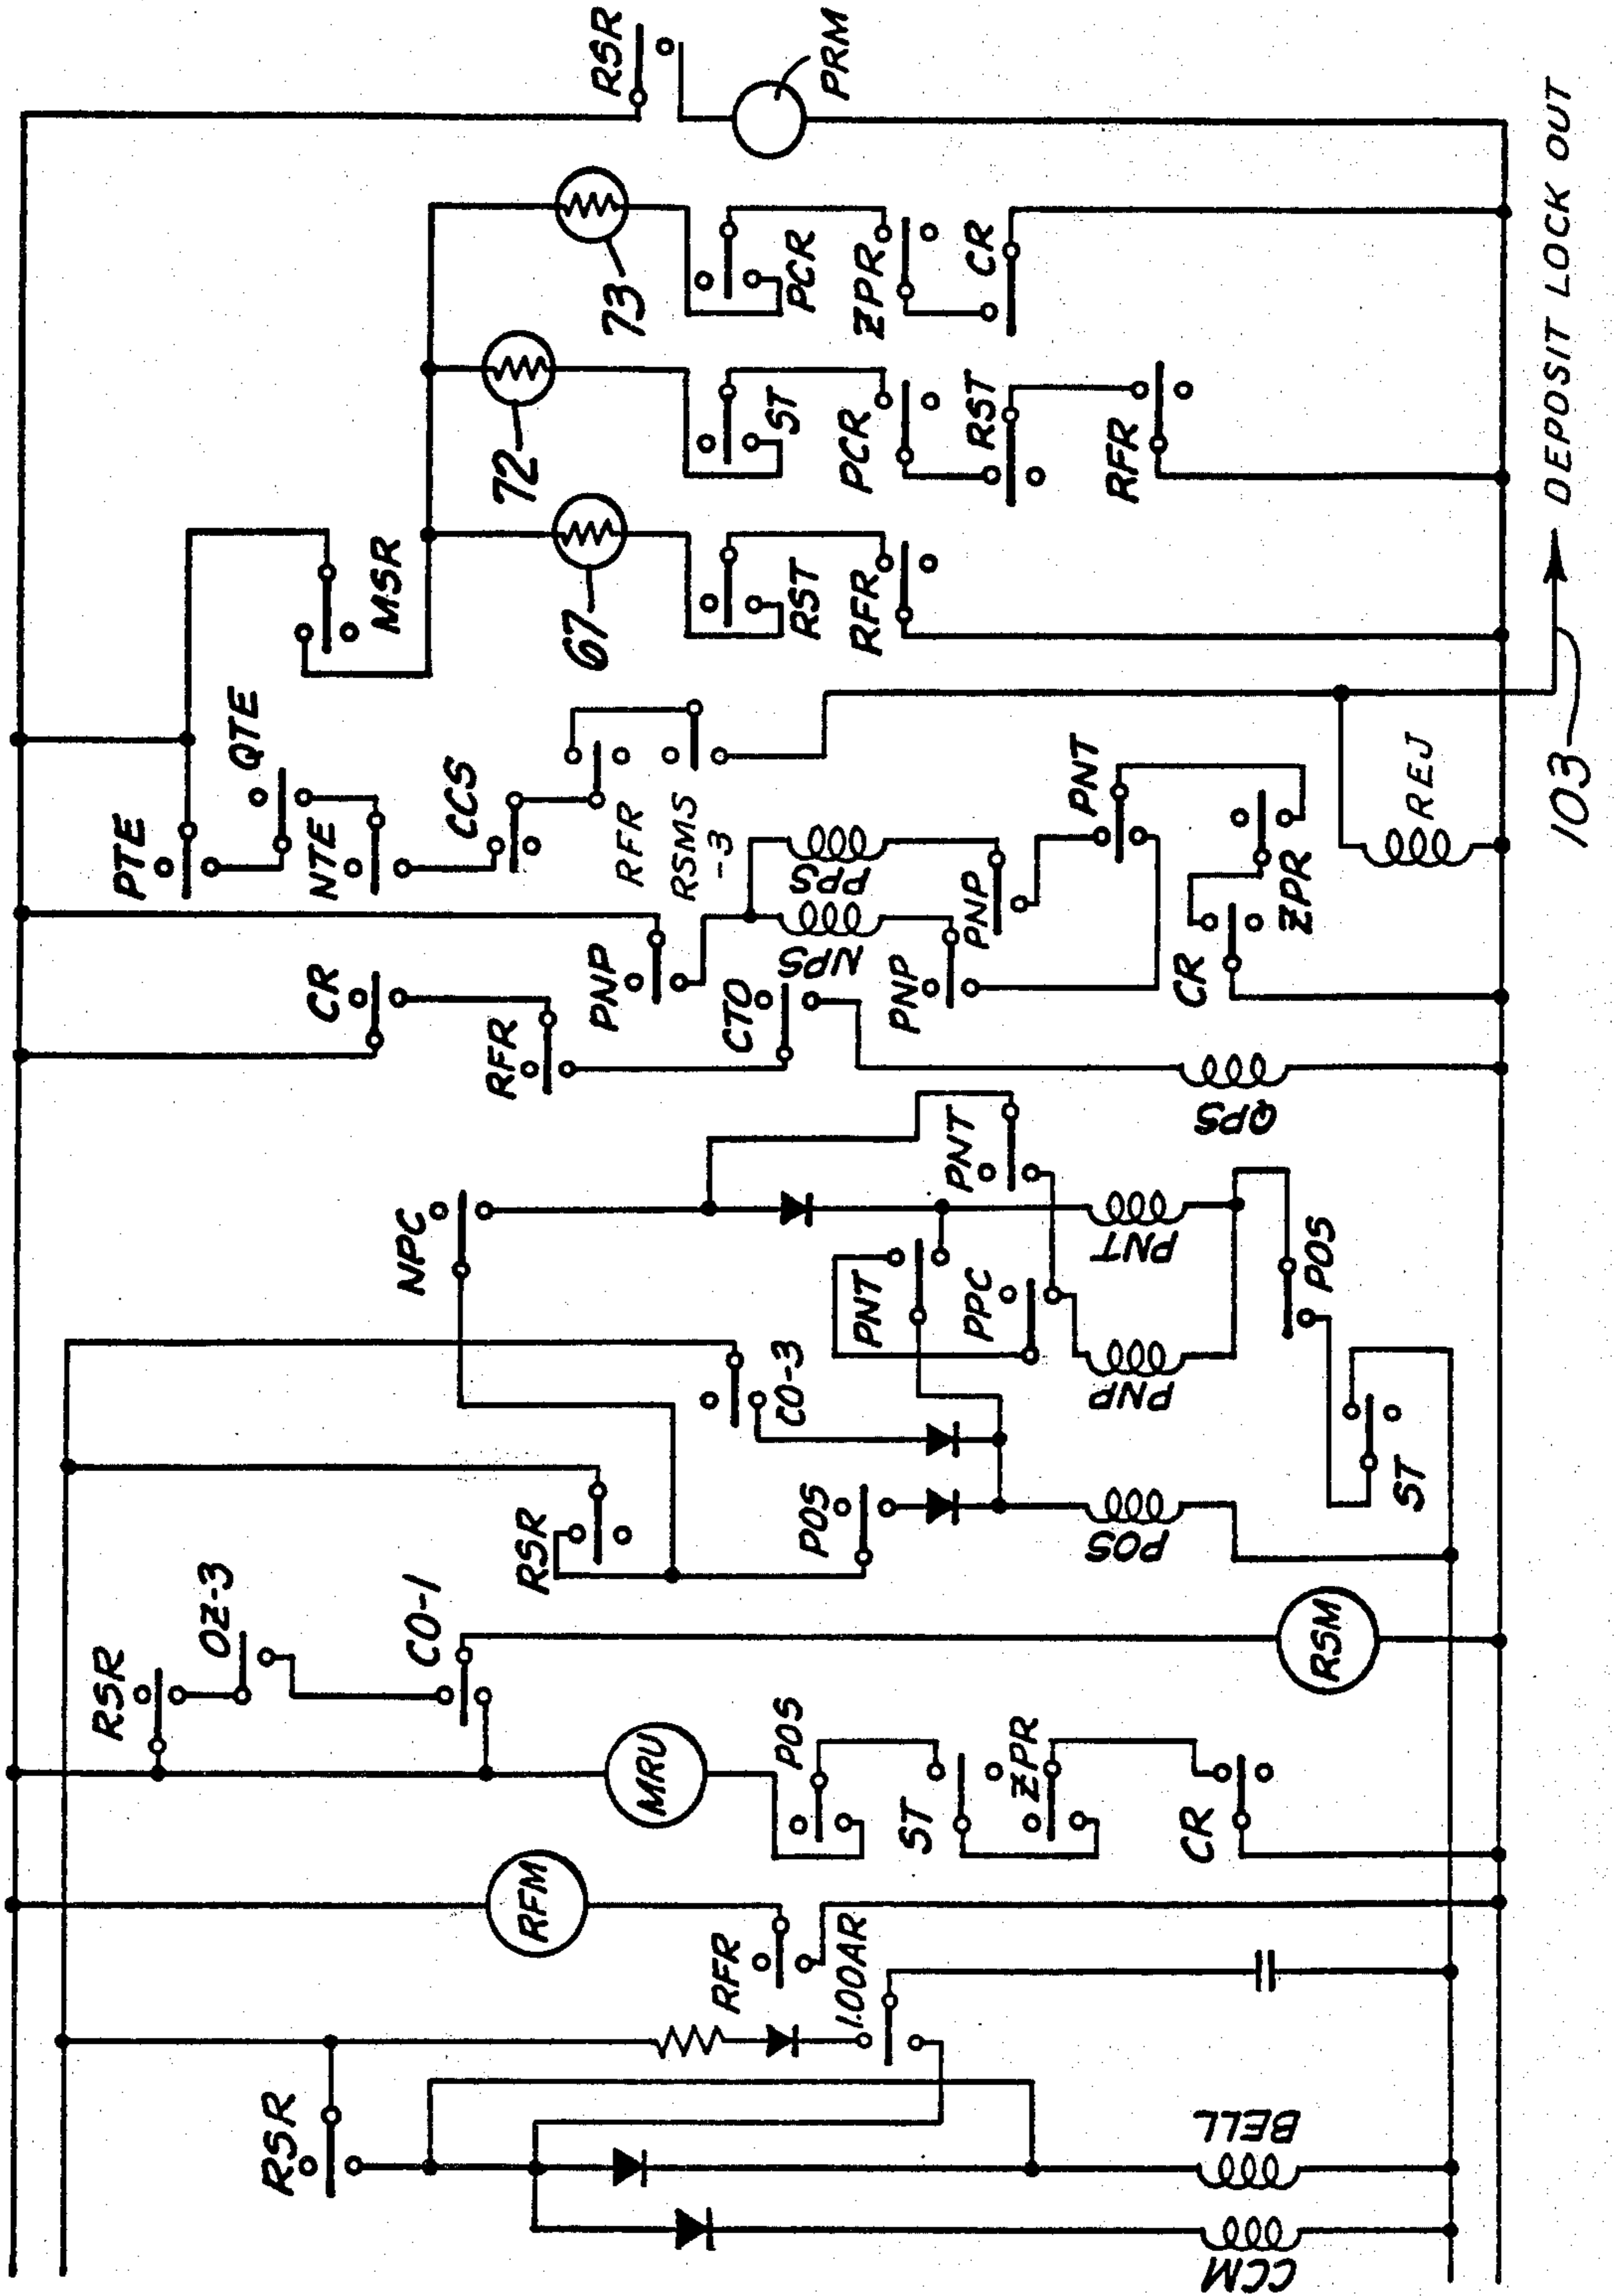 RSR
PRM
73
PCR
ZPR
CR
72
ST
PCR
RST
RFR
MSR
67
RST
RFR
DEPOSIT LOCK OUT
103
PTE
QTE
NTE
CCS
RFR
RSMS
-3
PPS
NPS
PNP
PNP
PNP
PNT
ZPR
CR
REJ
CR
RFR
CTO
QPS
NPC
PNT
PNT
PPC
PNT
PNP
POS
ST
CO-3
RSR
POS
POS
RSR
OZ-3
CO-1
RSM
MRU
POS
ST
ZPR
CR
RFM
RFR
1.00AR
RSR
BELL
CCM